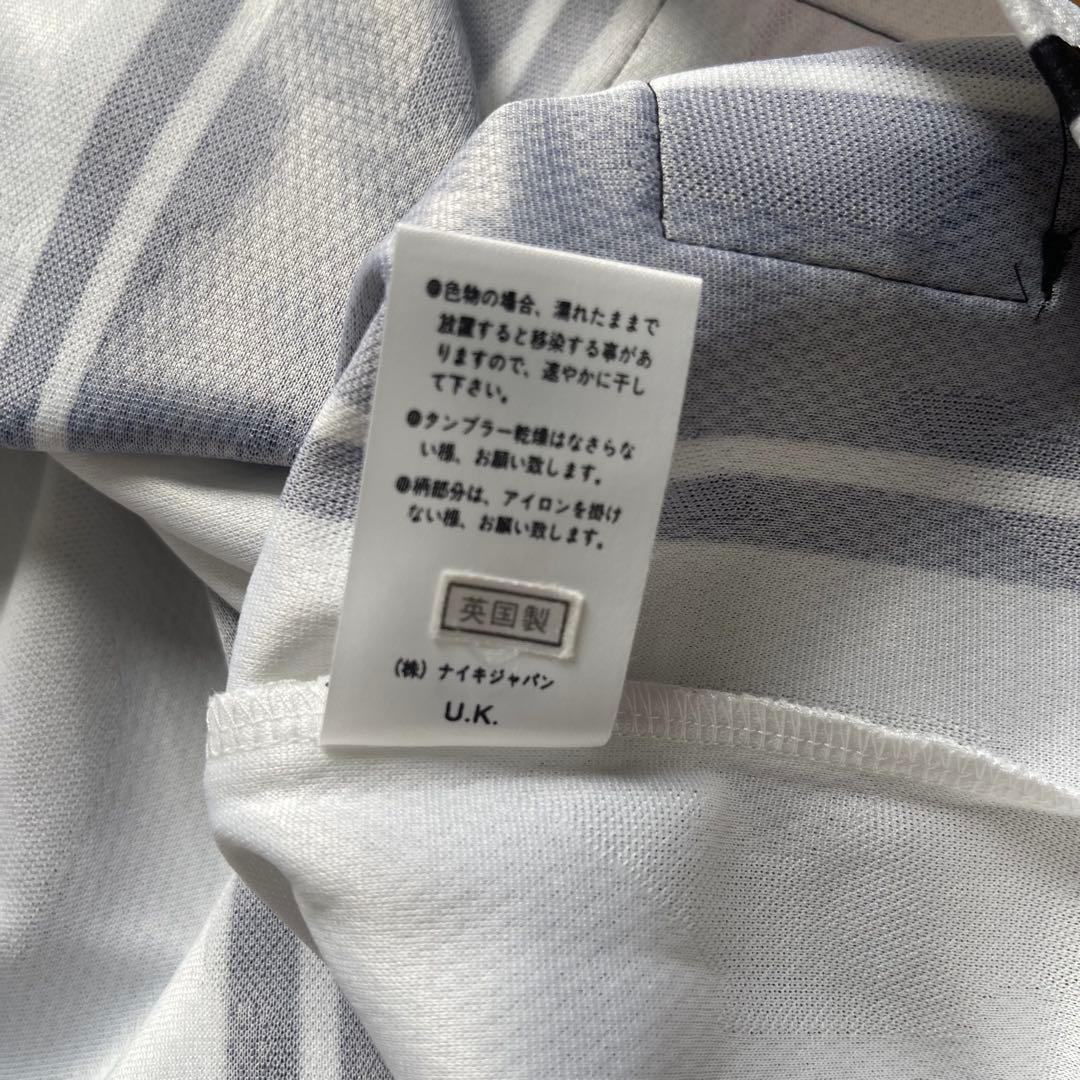 ●色物の場合、濡れたままで
放置すると移染する事があ
りますので、速やかに干し
て下さい。
●タンブラー乾燥はなさらな
い様、お願い致します。
●柄部分は、アイロンを掛け
ない様、お願い致します。
英国製
(株) ナイキジャパン
U.K.